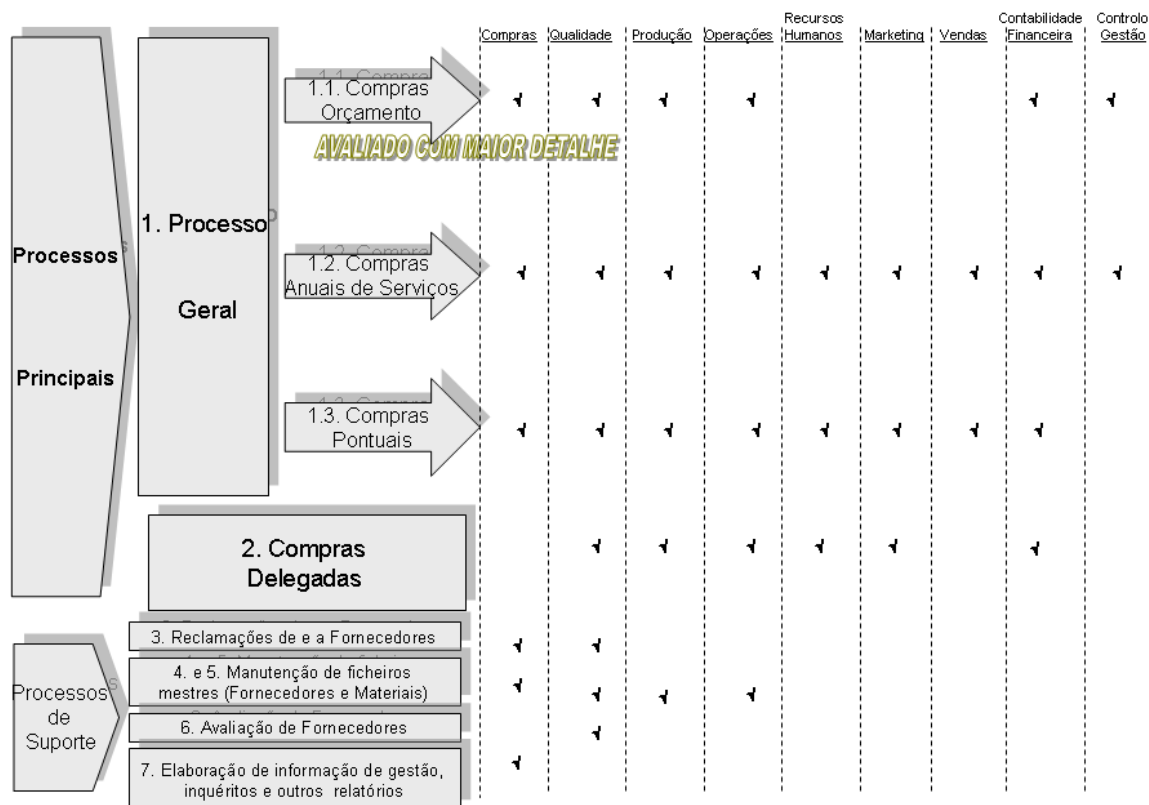 Recursos
Contabilidade
Controlo
Compras
Qualidade
Produção
Operações
Humanos
Marketing
Vendas
Financeira
Gestão
1.1. Compras
Orçamento
AVALIADO COM MAIOR DETALHE
1. Processo
Geral
Processos
Principais
1.2. Compras
Anuais de Serviços
1.3. Compras
Pontuais
2. Compras
Delegadas
3. Reclamações de e a Fornecedores
4. e 5. Manutenção de ficheiros
mestres (Fornecedores e Materiais)
Processos
de
Suporte
6. Avaliação de Fornecedores
7. Elaboração de informação de gestão,
inquéritos e outros relatórios